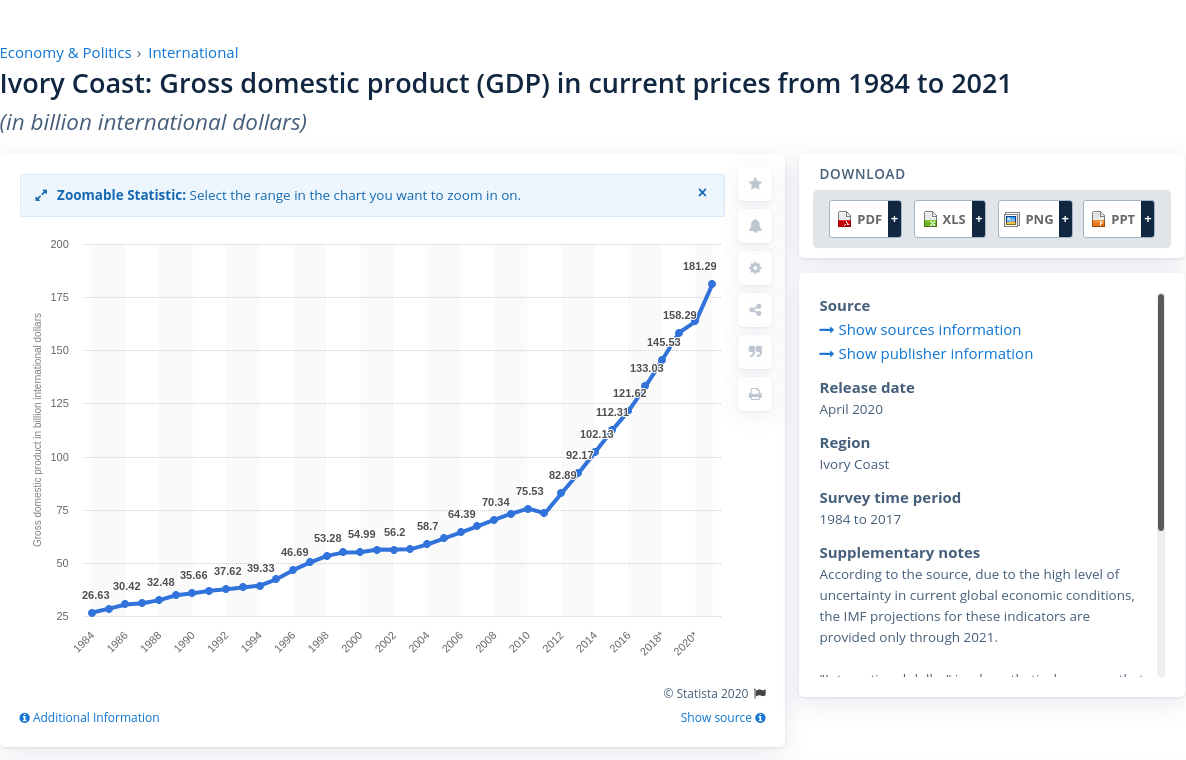 Economy & Politics › International
Ivory Coast: Gross domestic product (GDP) in current prices from 1984 to 2021
(in billion international dollars)
Zoomable Statistic: Select the range in the chart you want to zoom in on.
×
Gross domestic product in billion international dollars
200
175
150
125
100
75
50
25
26.63
30.42
32.48
35.66
37.62
39.33
46.69
53.28
54.99
56.2
58.7
64.39
70.34
75.53
82.89
92.17
102.13
112.31
121.62
133.03
145.53
158.29
181.29
1984
1986
1988
1990
1992
1994
1996
1998
2000
2002
2004
2006
2008
2010
2012
2014
2016
2018*
2020*
© Statista 2020
Additional Information
Show source
DOWNLOAD
PDF +
XLS +
PNG +
PPT +
Source
Show sources information
Show publisher information
Release date
April 2020
Region
Ivory Coast
Survey time period
1984 to 2017
Supplementary notes
According to the source, due to the high level of
uncertainty in current global economic conditions,
the IMF projections for these indicators are
provided only through 2021.